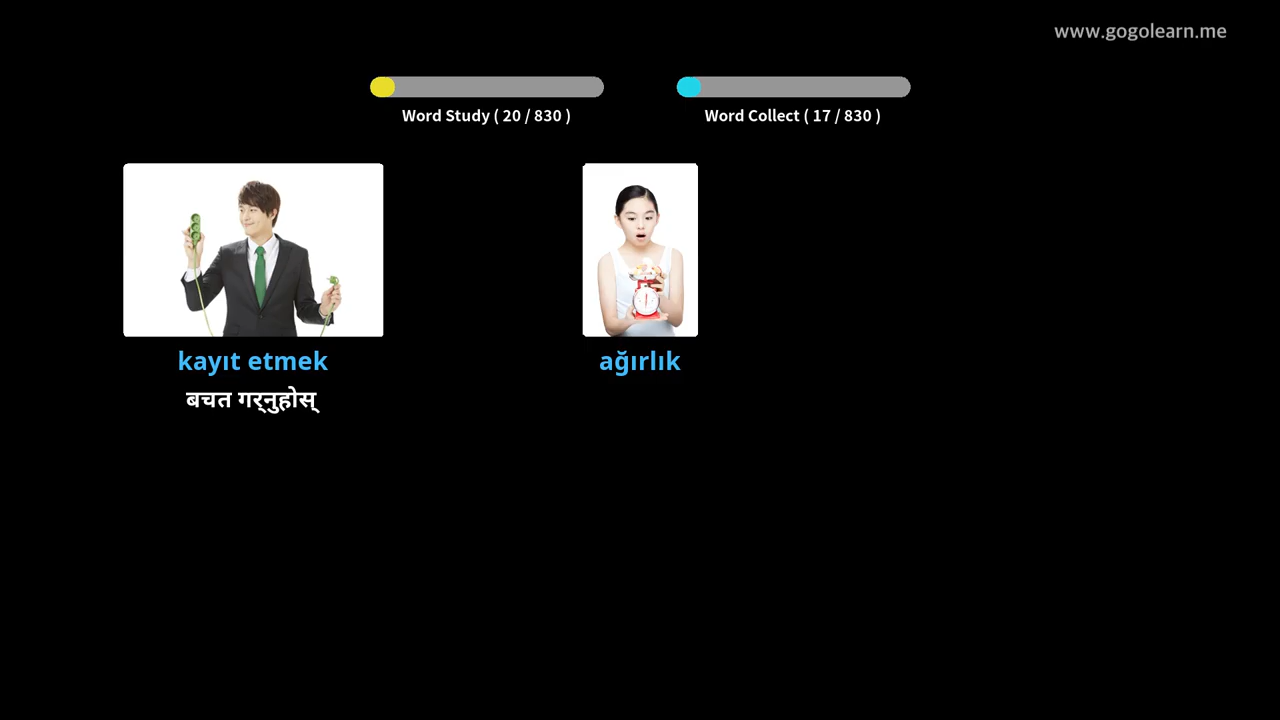 www.gogolearn.me
Word Study ( 20 / 830 )
Word Collect ( 17 / 830 )
kayıt etmek
बचत गर्नुहोस्
ağırlık